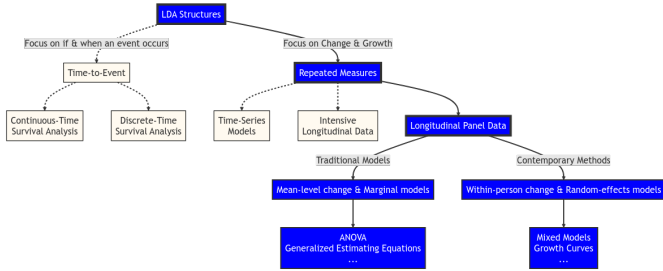 LDA Structures
Focus on if & when an event occurs
Focus on Change & Growth
Time-to-Event
Repeated Measures
Continuous-Time
Survival Analysis
Discrete-Time
Survival Analysis
Time-Series
Models
Intensive
Longitudinal Data
Longitudinal Panel Data
Traditional Models
Contemporary Methods
Mean-level change & Marginal models
Within-person change & Random-effects models
ANOVA
Generalized Estimating Equations
...
Mixed Models
Growth Curves
...